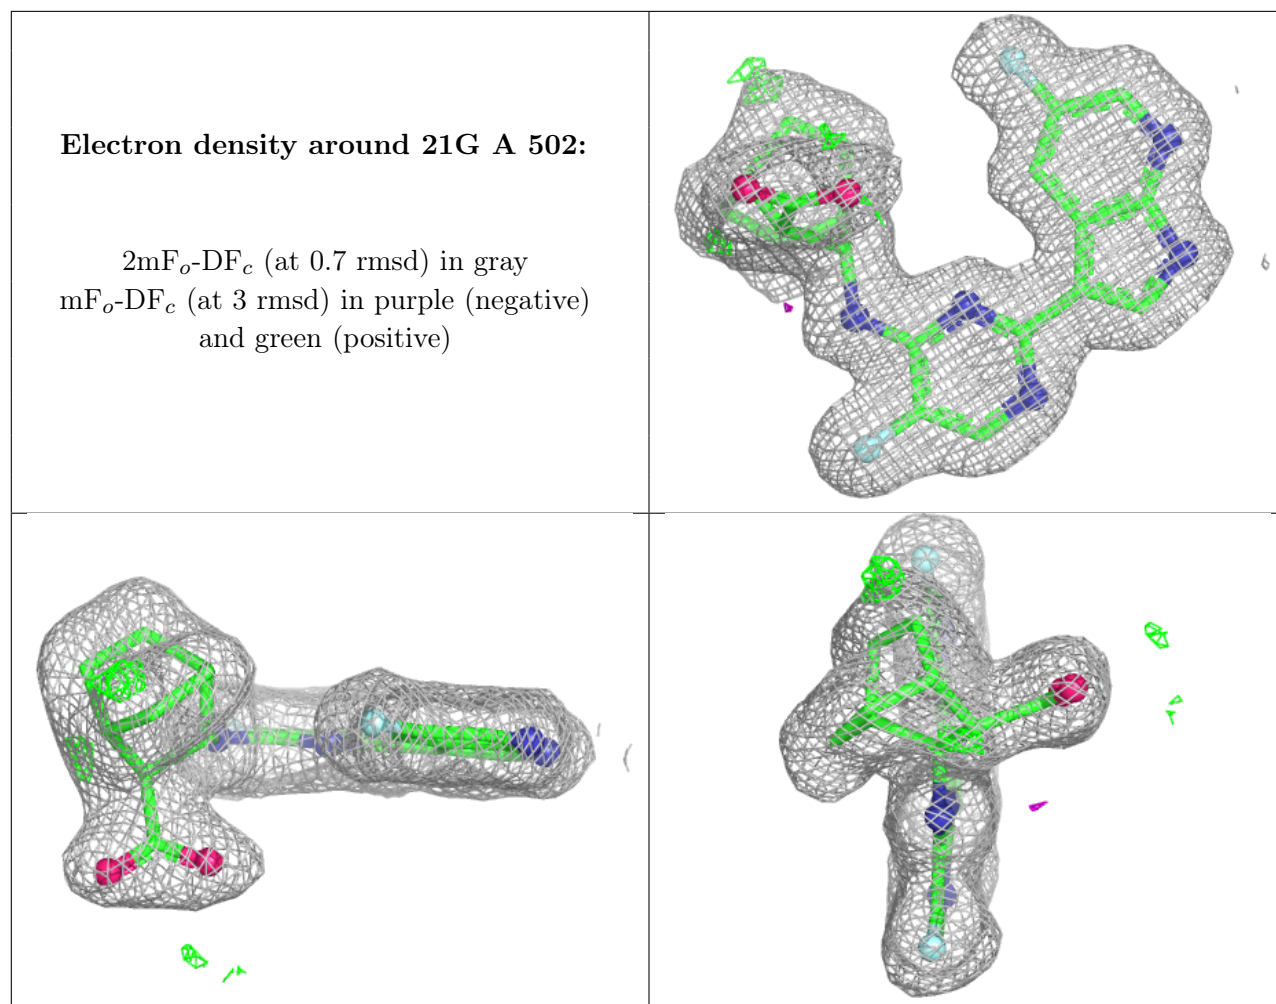 Electron density around 21G A 502:
2mFo-DFc (at 0.7 rmsd) in gray
mFo-DFc (at 3 rmsd) in purple (negative)
and green (positive)